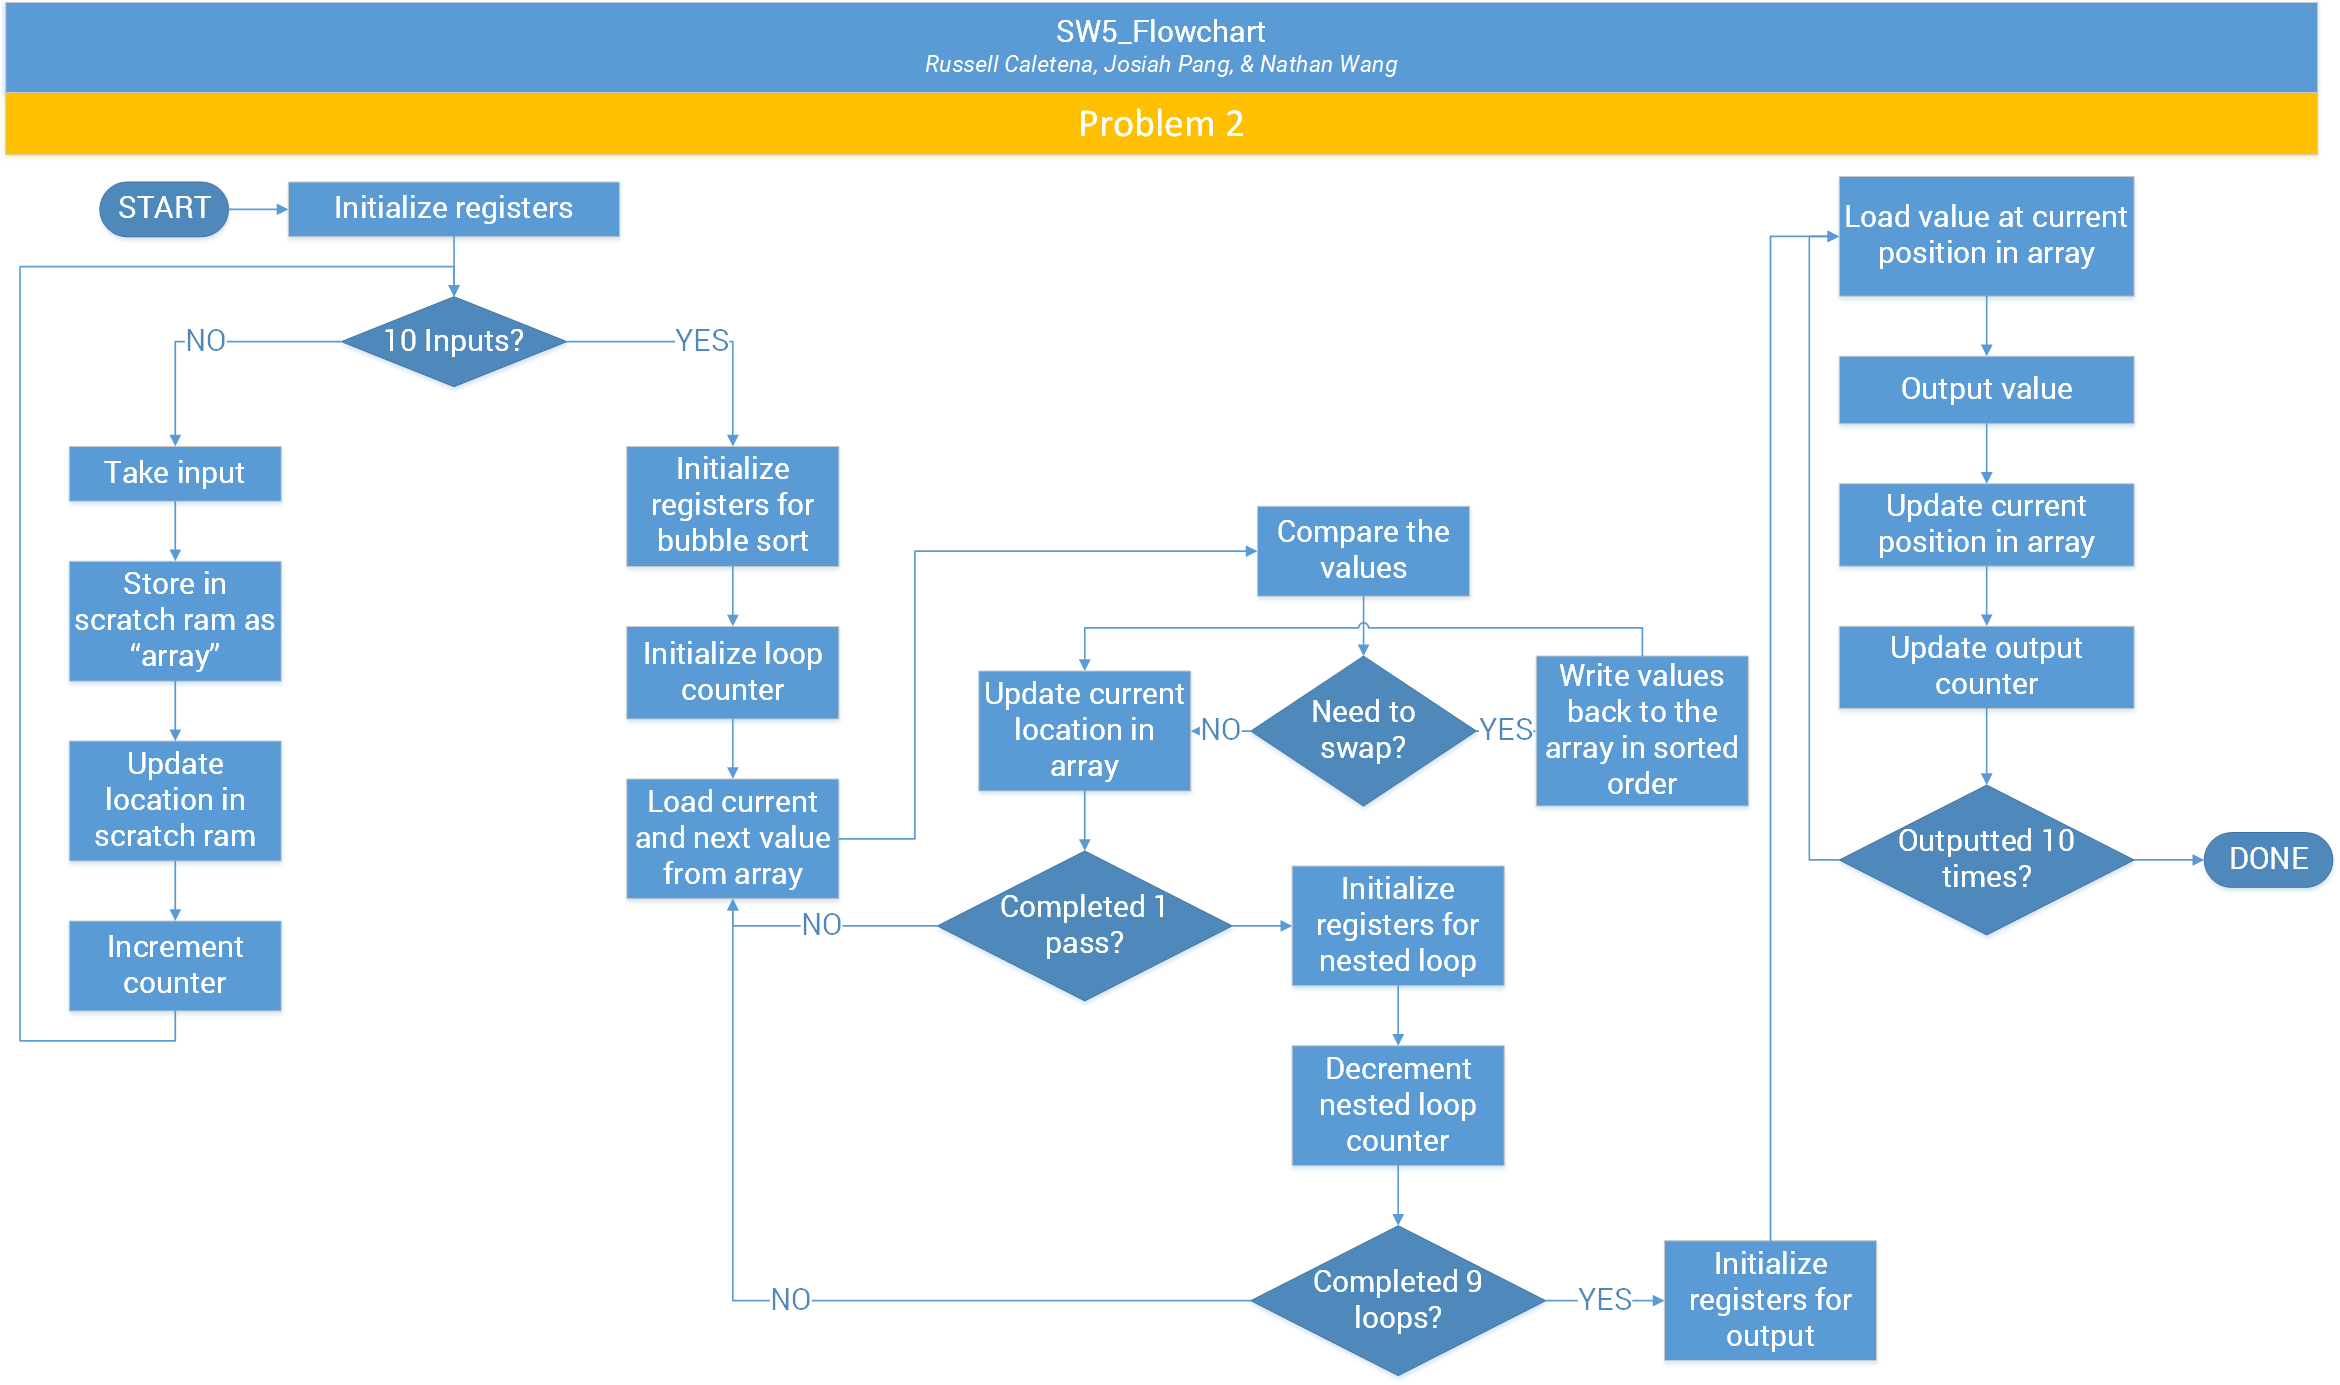 SW5_Flowchart
Russell Caletena, Josiah Pang, & Nathan Wang
Problem 2
START
Initialize registers
10 Inputs?
NO
YES
Take input
Store in
scratch ram as
“array”
Update
location in
scratch ram
Increment
counter
Initialize
registers for
bubble sort
Initialize loop
counter
Load current
and next value
from array
Compare the
values
Need to
swap?
NO
YES
Update current
location in
array
Write values
back to the
array in sorted
order
Completed 1
pass?
NO
Initialize
registers for
nested loop
Decrement
nested loop
counter
Completed 9
loops?
NO
YES
Initialize
registers for
output
Load value at current
position in array
Output value
Update current
position in array
Update output
counter
Outputted 10
times?
DONE